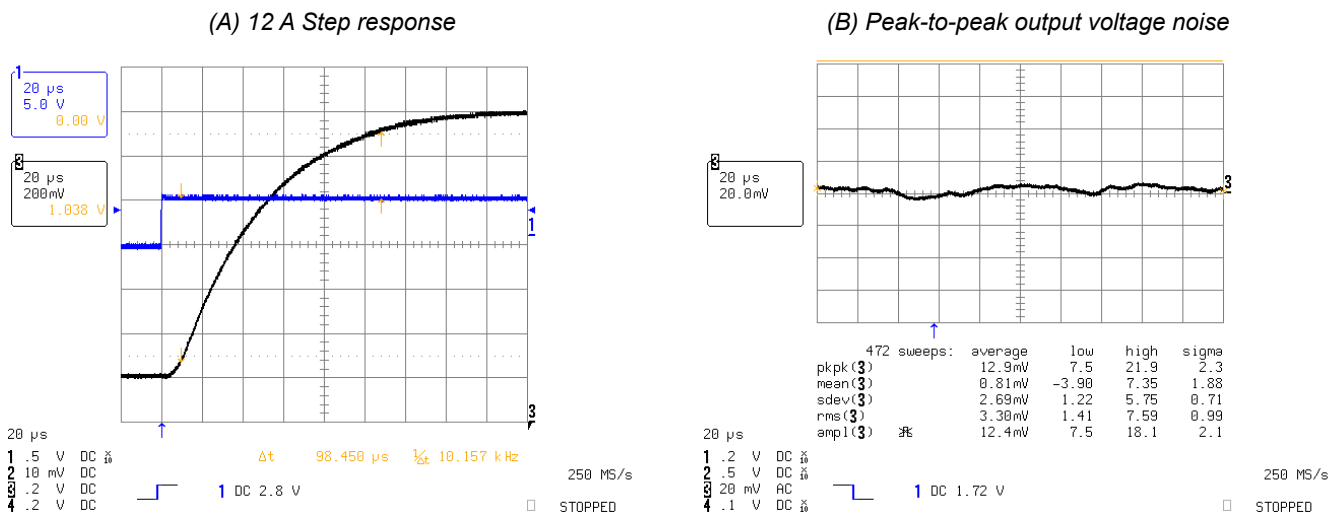 (A) 12 A Step response
1
20 µs
5.0 V
0.00 V
3
20 µs
200mV
1.038 V
1
3
20 µs
1 .5 V DC
2 10 mV DC
3 .2 V DC
4 .2 V DC
Δt 98.450 µs 1/Δt 10.157 kHz
1 DC 2.8 V
250 MS/s
STOPPED
(B) Peak-to-peak output voltage noise
3
20 µs
20.0mV
3
472 sweeps: average low high sigma
pkpk(3) 12.9mV 7.5 21.9 2.3
mean(3) 0.81mV -3.90 7.35 1.88
sdev(3) 2.69mV 1.22 5.75 0.71
rms(3) 3.30mV 1.41 7.59 0.99
ampl(3) 12.4mV 7.5 18.1 2.1
20 µs
1 .2 V DC
2 .5 V DC
3 20 mV AC
4 .1 V DC
1 DC 1.72 V
250 MS/s
STOPPED